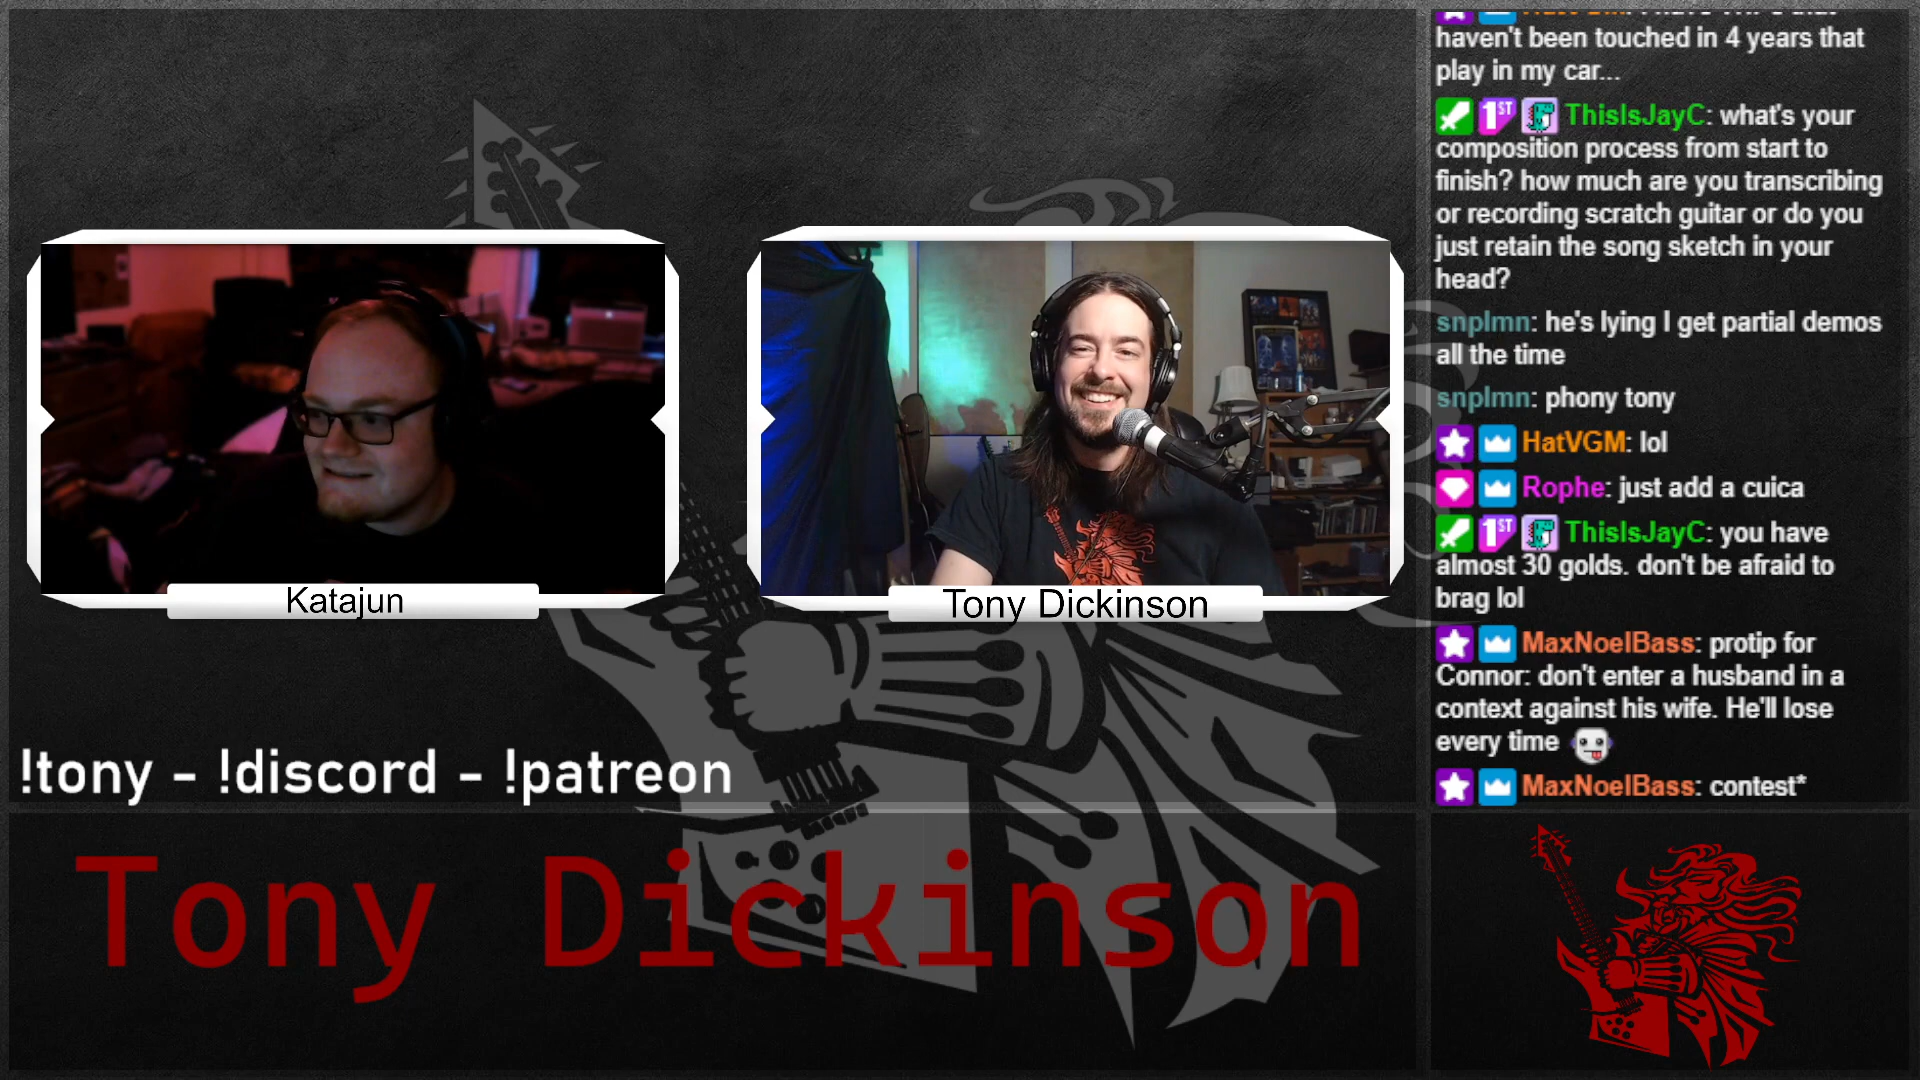 haven't been touched in 4 years that
play in my car...
1ST ThisIsJayC: what's your
composition process from start to
finish? how much are you transcribing
or recording scratch guitar or do you
just retain the song sketch in your
head?
snplmn: he's lying I get partial demos
all the time
snplmn: phony tony
HatVGM: lol
Rophe: just add a cuica
1ST ThisIsJayC: you have
almost 30 golds. don't be afraid to
brag lol
MaxNoelBass: protip for
Connor: don't enter a husband in a
context against his wife. He'll lose
every time
MaxNoelBass: contest*
Katajun
Tony Dickinson
!tony - !discord - !patreon
Tony Dickinson